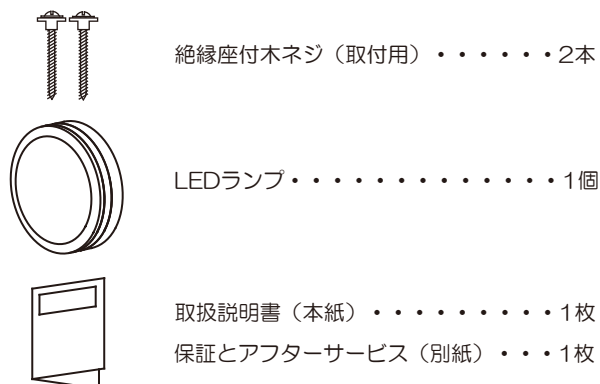 絶縁座付木ネジ（取付用）・・・・・・2本
LEDランプ・・・・・・・・・・・・・1個
取扱説明書（本紙）・・・・・・・・・1枚
保証とアフターサービス（別紙）・・・1枚